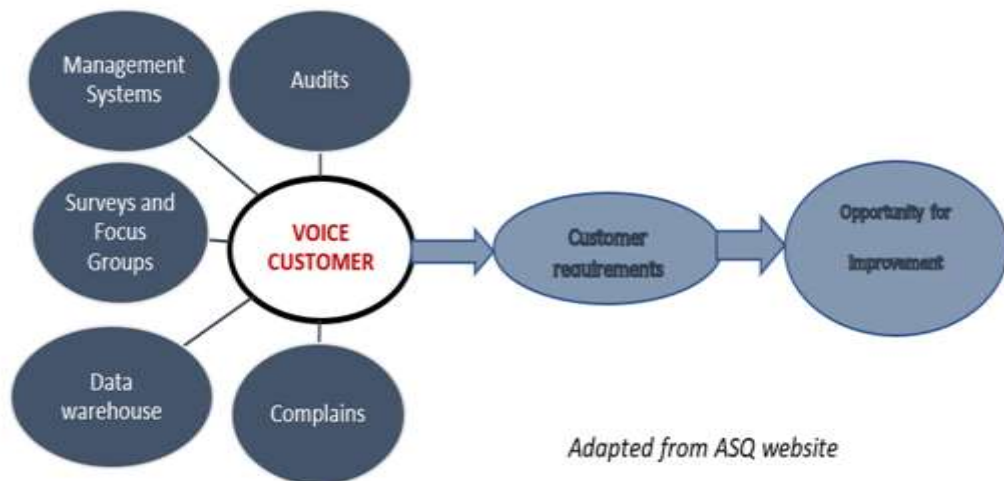 Management
Systems
Audits
Surveys and
Focus
Groups
VOICE
CUSTOMER
Customer
requirements
Opportunity for
improvement
Data
warehouse
Complains
Adapted from ASQ website